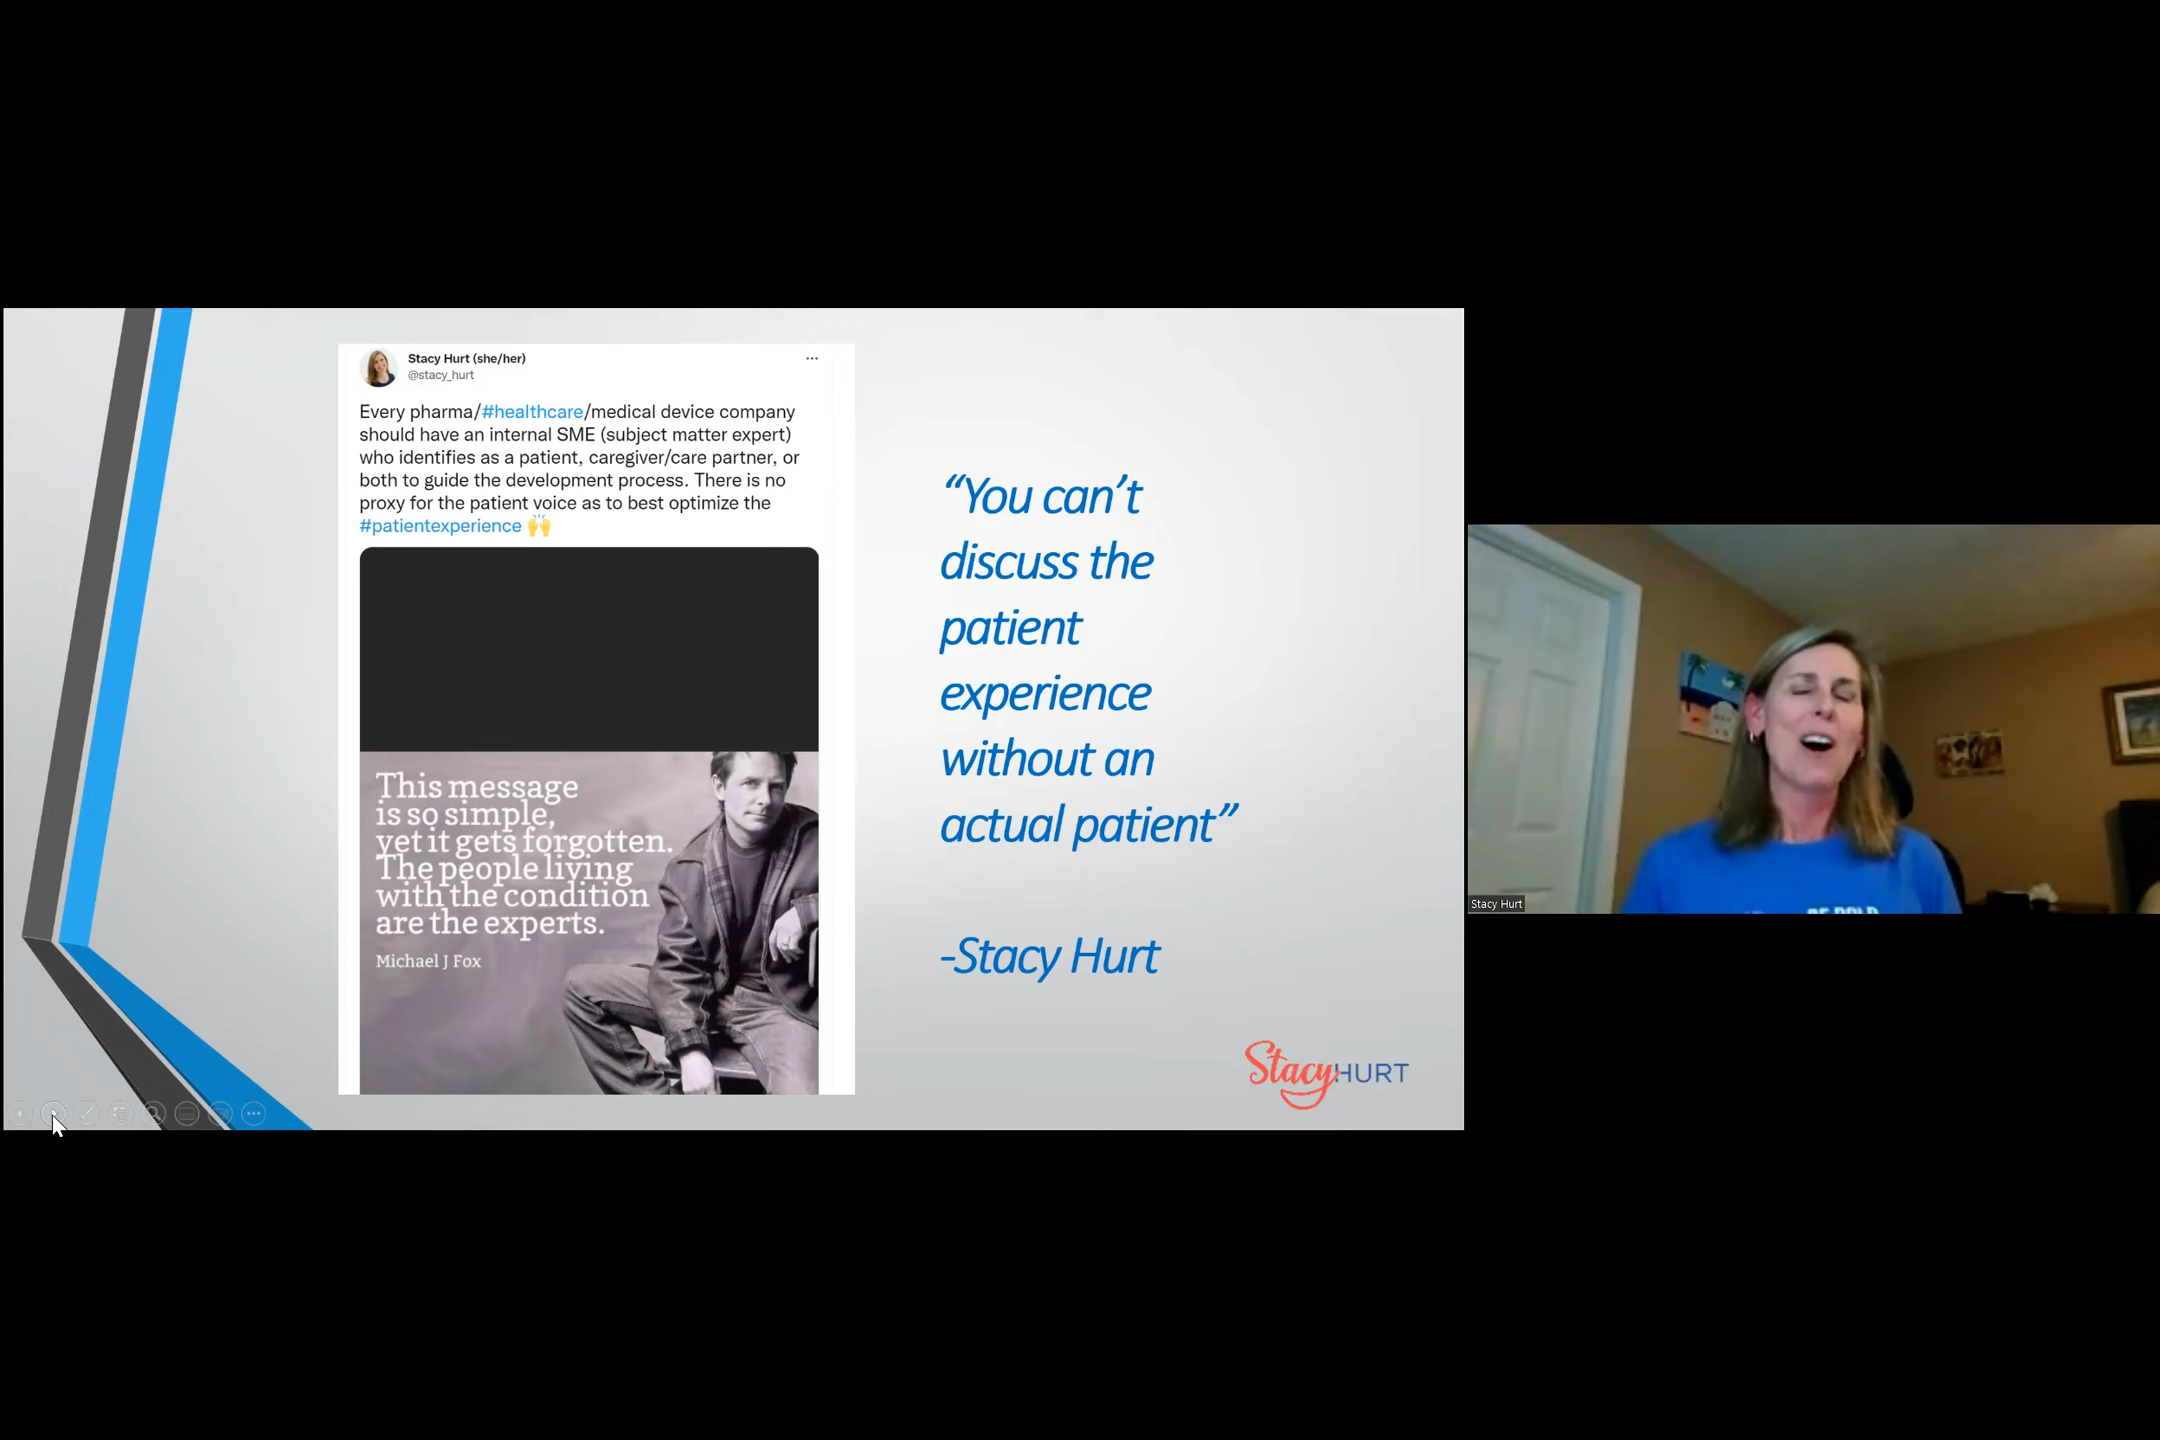 Stacy Hurt (she/her)
@stacy_hurt
Every pharma/#healthcare/medical device company
should have an internal SME (subject matter expert)
who identifies as a patient, caregiver/care partner, or
both to guide the development process. There is no
proxy for the patient voice as to best optimize the
#patientexperience 🙌
This message
is so simple,
yet it gets forgotten.
The people living
with the condition
are the experts.
Michael J Fox
“You can’t
discuss the
patient
experience
without an
actual patient”
-Stacy Hurt
StacyHURT
Stacy Hurt